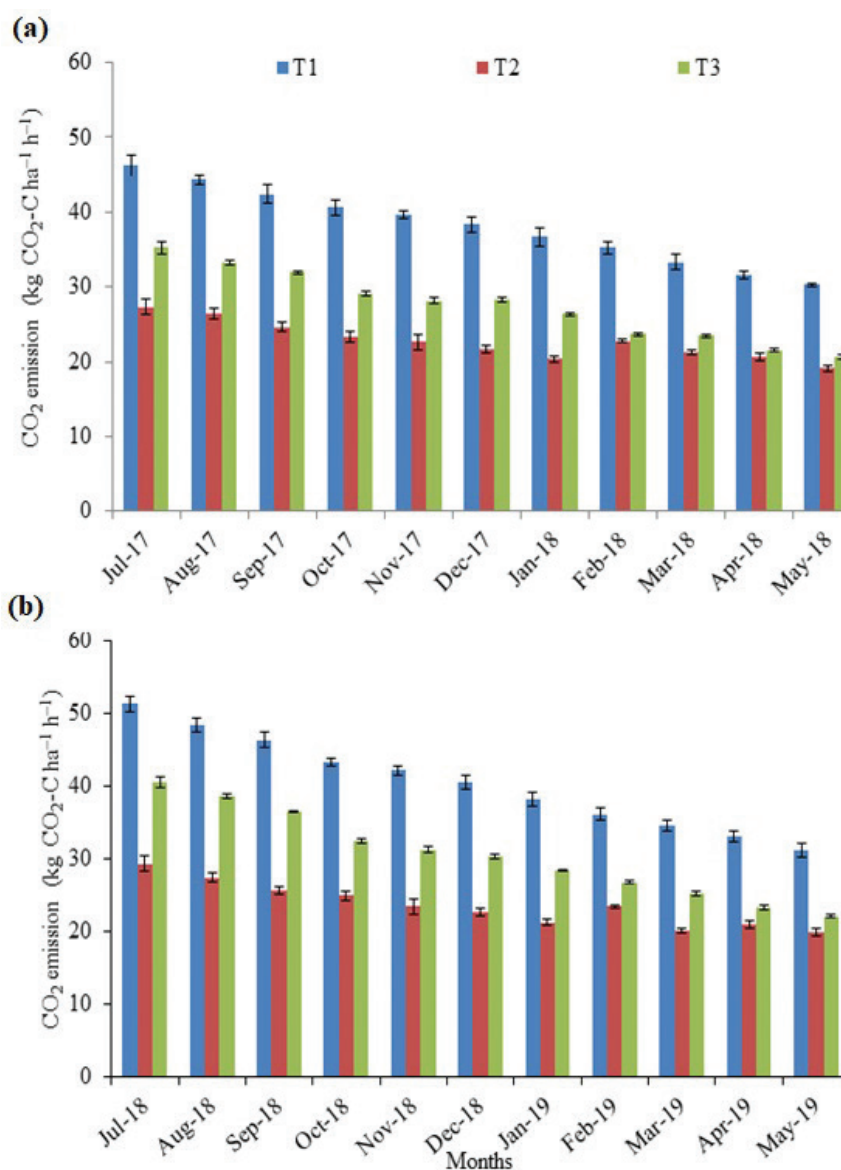 (a)
60
50
40
30
20
10
0
T1 T2 T3
CO₂ emission (kg CO₂-C ha⁻¹ h⁻¹)
Jul-17 Aug-17 Sep-17 Oct-17 Nov-17 Dec-17 Jan-18 Feb-18 Mar-18 Apr-18 May-18
(b)
60
50
40
30
20
10
0
CO₂ emission (kg CO₂-C ha⁻¹ h⁻¹)
Jul-18 Aug-18 Sep-18 Oct-18 Nov-18 Dec-18 Jan-19 Feb-19 Mar-19 Apr-19 May-19
Months